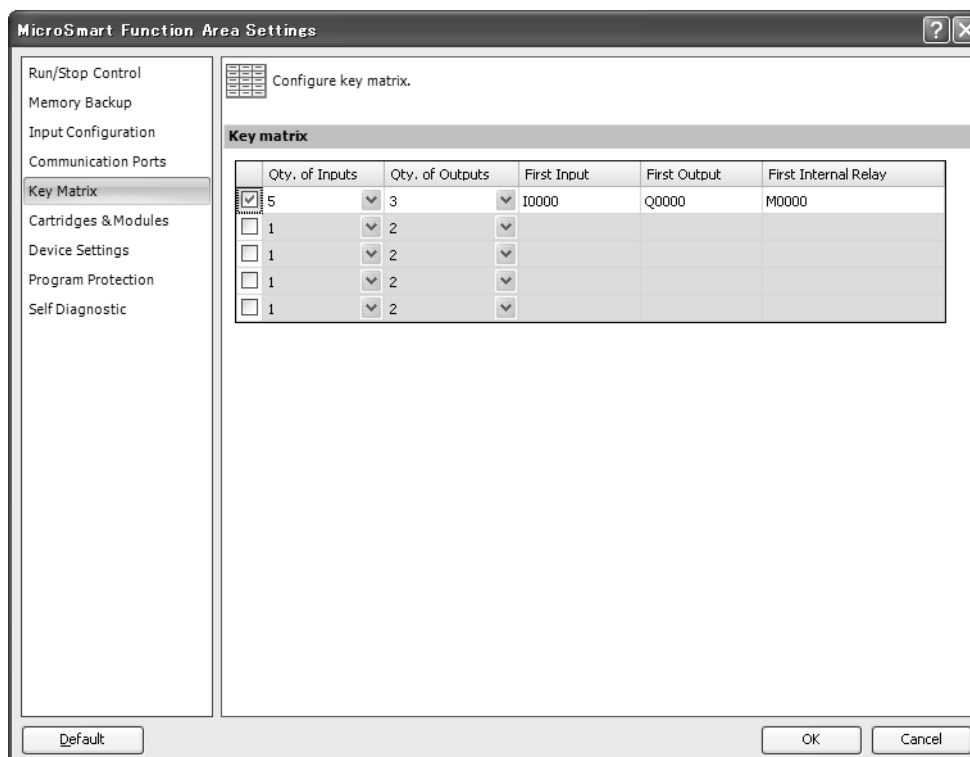 MicroSmart Function Area Settings
Run/Stop Control
Memory Backup
Input Configuration
Communication Ports
Key Matrix
Cartridges & Modules
Device Settings
Program Protection
Self Diagnostic
Configure key matrix.
Key matrix
Qty. of Inputs Qty. of Outputs First Input First Output First Internal Relay
5 3 I0000 Q0000 M0000
1 2
1 2
1 2
1 2
Default OK Cancel